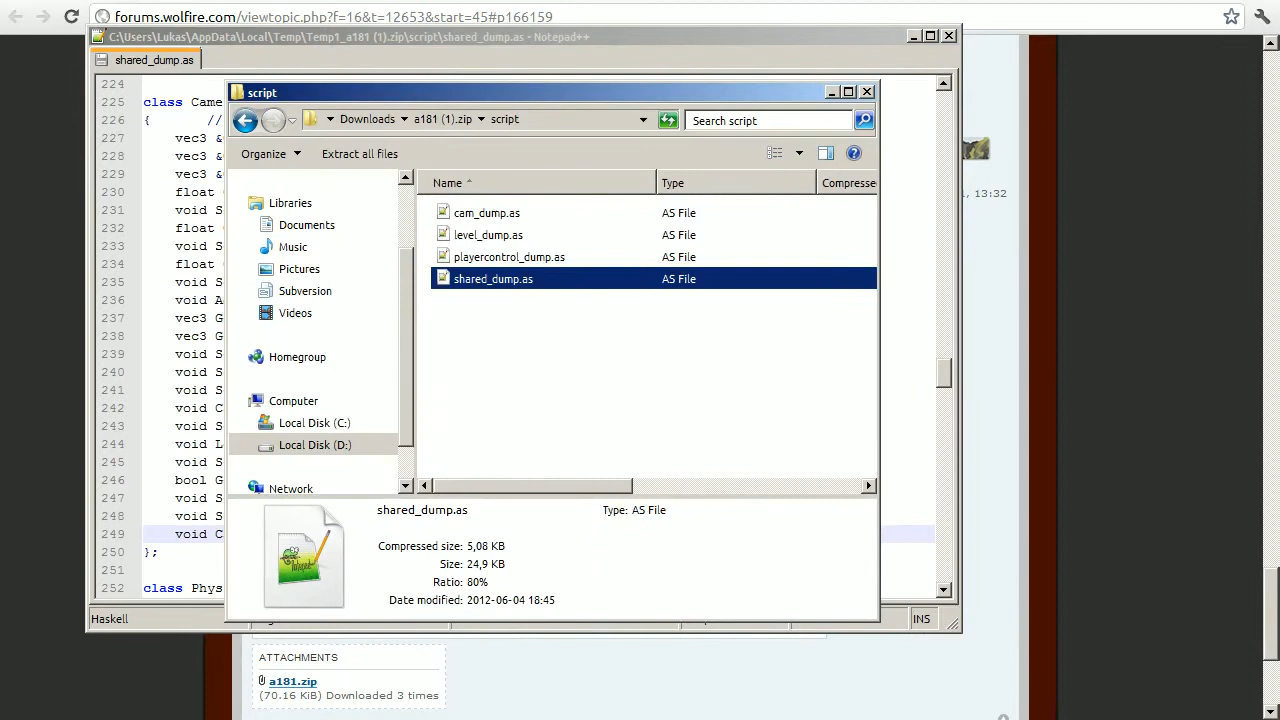 forums.wolfire.com/viewtopic.php?f=16&t=12653&start=45#p166159
C:\Users\Lukas\AppData\Local\Temp\Temp1_a181 (1).zip\script\shared_dump.as - Notepad++
shared_dump.as
224
225 class Came
226 { //
227 vec3 &
228 vec3 &
229 vec3 &
230 float
231 void S
232 float
233 void S
234 float
235 void S
236 void A
237 vec3 G
238 vec3 G
239 void S
240 void S
241 void S
242 void C
243 void S
244 void L
245 void S
246 bool G
247 void S
248 void S
249 void C
250 };
251
252 class Phys
Haskell
INS
script
Downloads a181 (1).zip script
Search script
Organize Extract all files
Libraries
Documents
Music
Pictures
Subversion
Videos
Homegroup
Computer
Local Disk (C:)
Local Disk (D:)
Network
Name Type Compresse
cam_dump.as AS File
level_dump.as AS File
playercontrol_dump.as AS File
shared_dump.as AS File
shared_dump.as Type: AS File
Compressed size: 5,08 KB
Size: 24,9 KB
Ratio: 80%
Date modified: 2012-06-04 18:45
, 13:32
ATTACHMENTS
a181.zip
(70.16 KiB) Downloaded 3 times